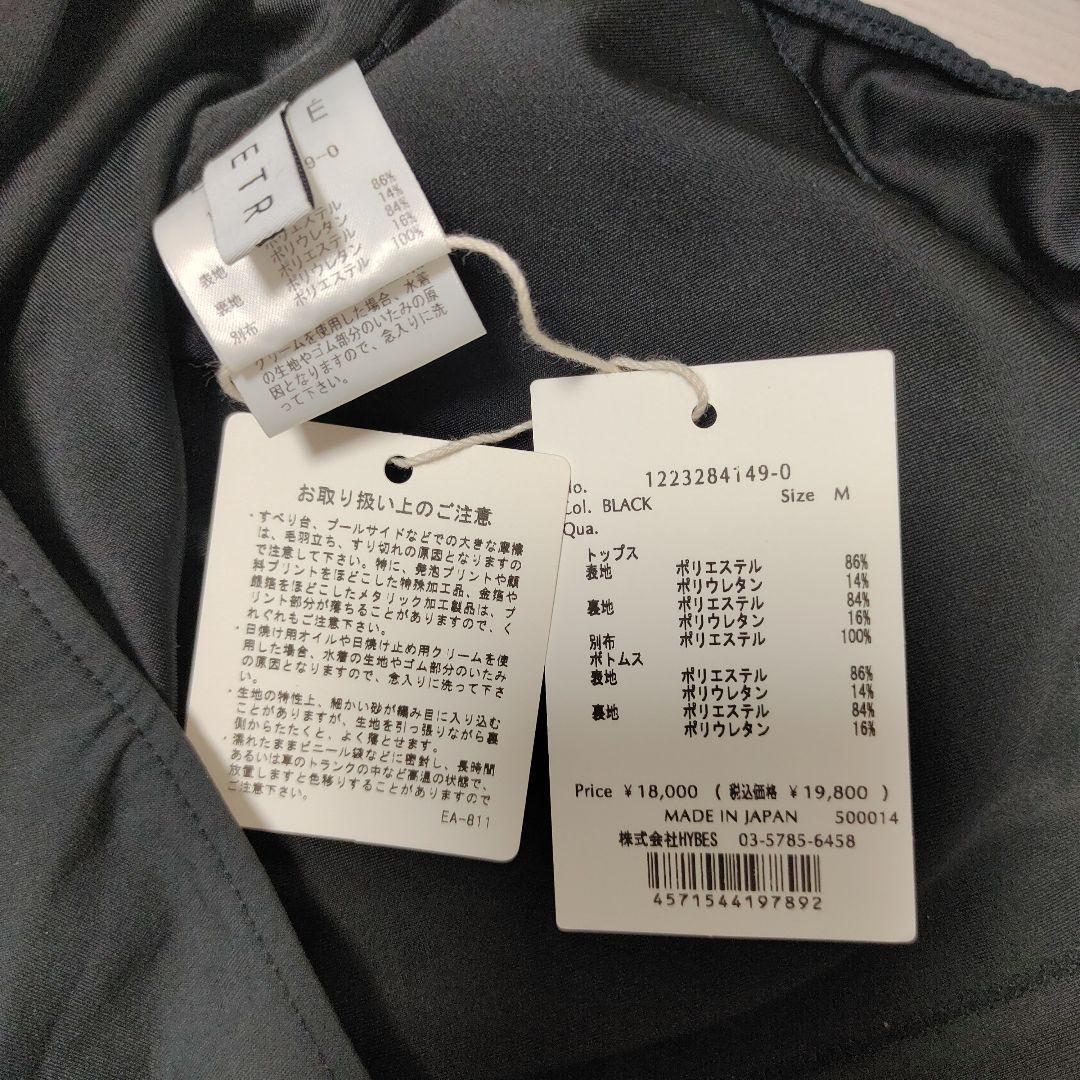 É
ETR
9-0
86%
14%
表地 ポリエステル 84%
ポリウレタン 16%
裏地 ポリエステル 100%
ポリウレタン
別布 ポリエステル
クリームを使用した場合、水着
の生地やゴム部分のいたみの原
因となりますので、念入りに洗
って下さい。
お取り扱い上のご注意
・すべり台、プールサイドなどでの大きな摩擦
は、毛羽立ち、すり切れの原因となりますの
で注意して下さい。特に、発泡プリントや顔
料プリントをほどこした特殊加工品、金箔や
銀箔をほどこしたメタリック加工製品は、プ
リント部分が落ちることがありますので、く
れぐれもご注意下さい。
・日焼け用オイルや日焼け止め用クリームを使
用した場合、水着の生地やゴム部分のいたみ
の原因となりますので、念入りに洗って下さ
い。
・生地の特性上、細かい砂が編み目に入り込む
ことがありますが、生地を引っ張りながら裏
側からたたくと、よく落とせます。
・濡れたままビニール袋などに密封し、長時間
あるいは車のトランクの中など高温の状態で、
放置しますと色移りすることがありますので
ご注意下さい。
EA-811
No. 1223284149-0
Col. BLACK Size M
Qua.
トップス
表地 ポリエステル 86%
ポリウレタン 14%
裏地 ポリエステル 84%
ポリウレタン 16%
別布 ポリエステル 100%
ボトムス
表地 ポリエステル 86%
ポリウレタン 14%
裏地 ポリエステル 84%
ポリウレタン 16%
Price ¥18,000 ( 税込価格 ¥19,800 )
MADE IN JAPAN 500014
株式会社HYBES 03-5785-6458
4571544197892